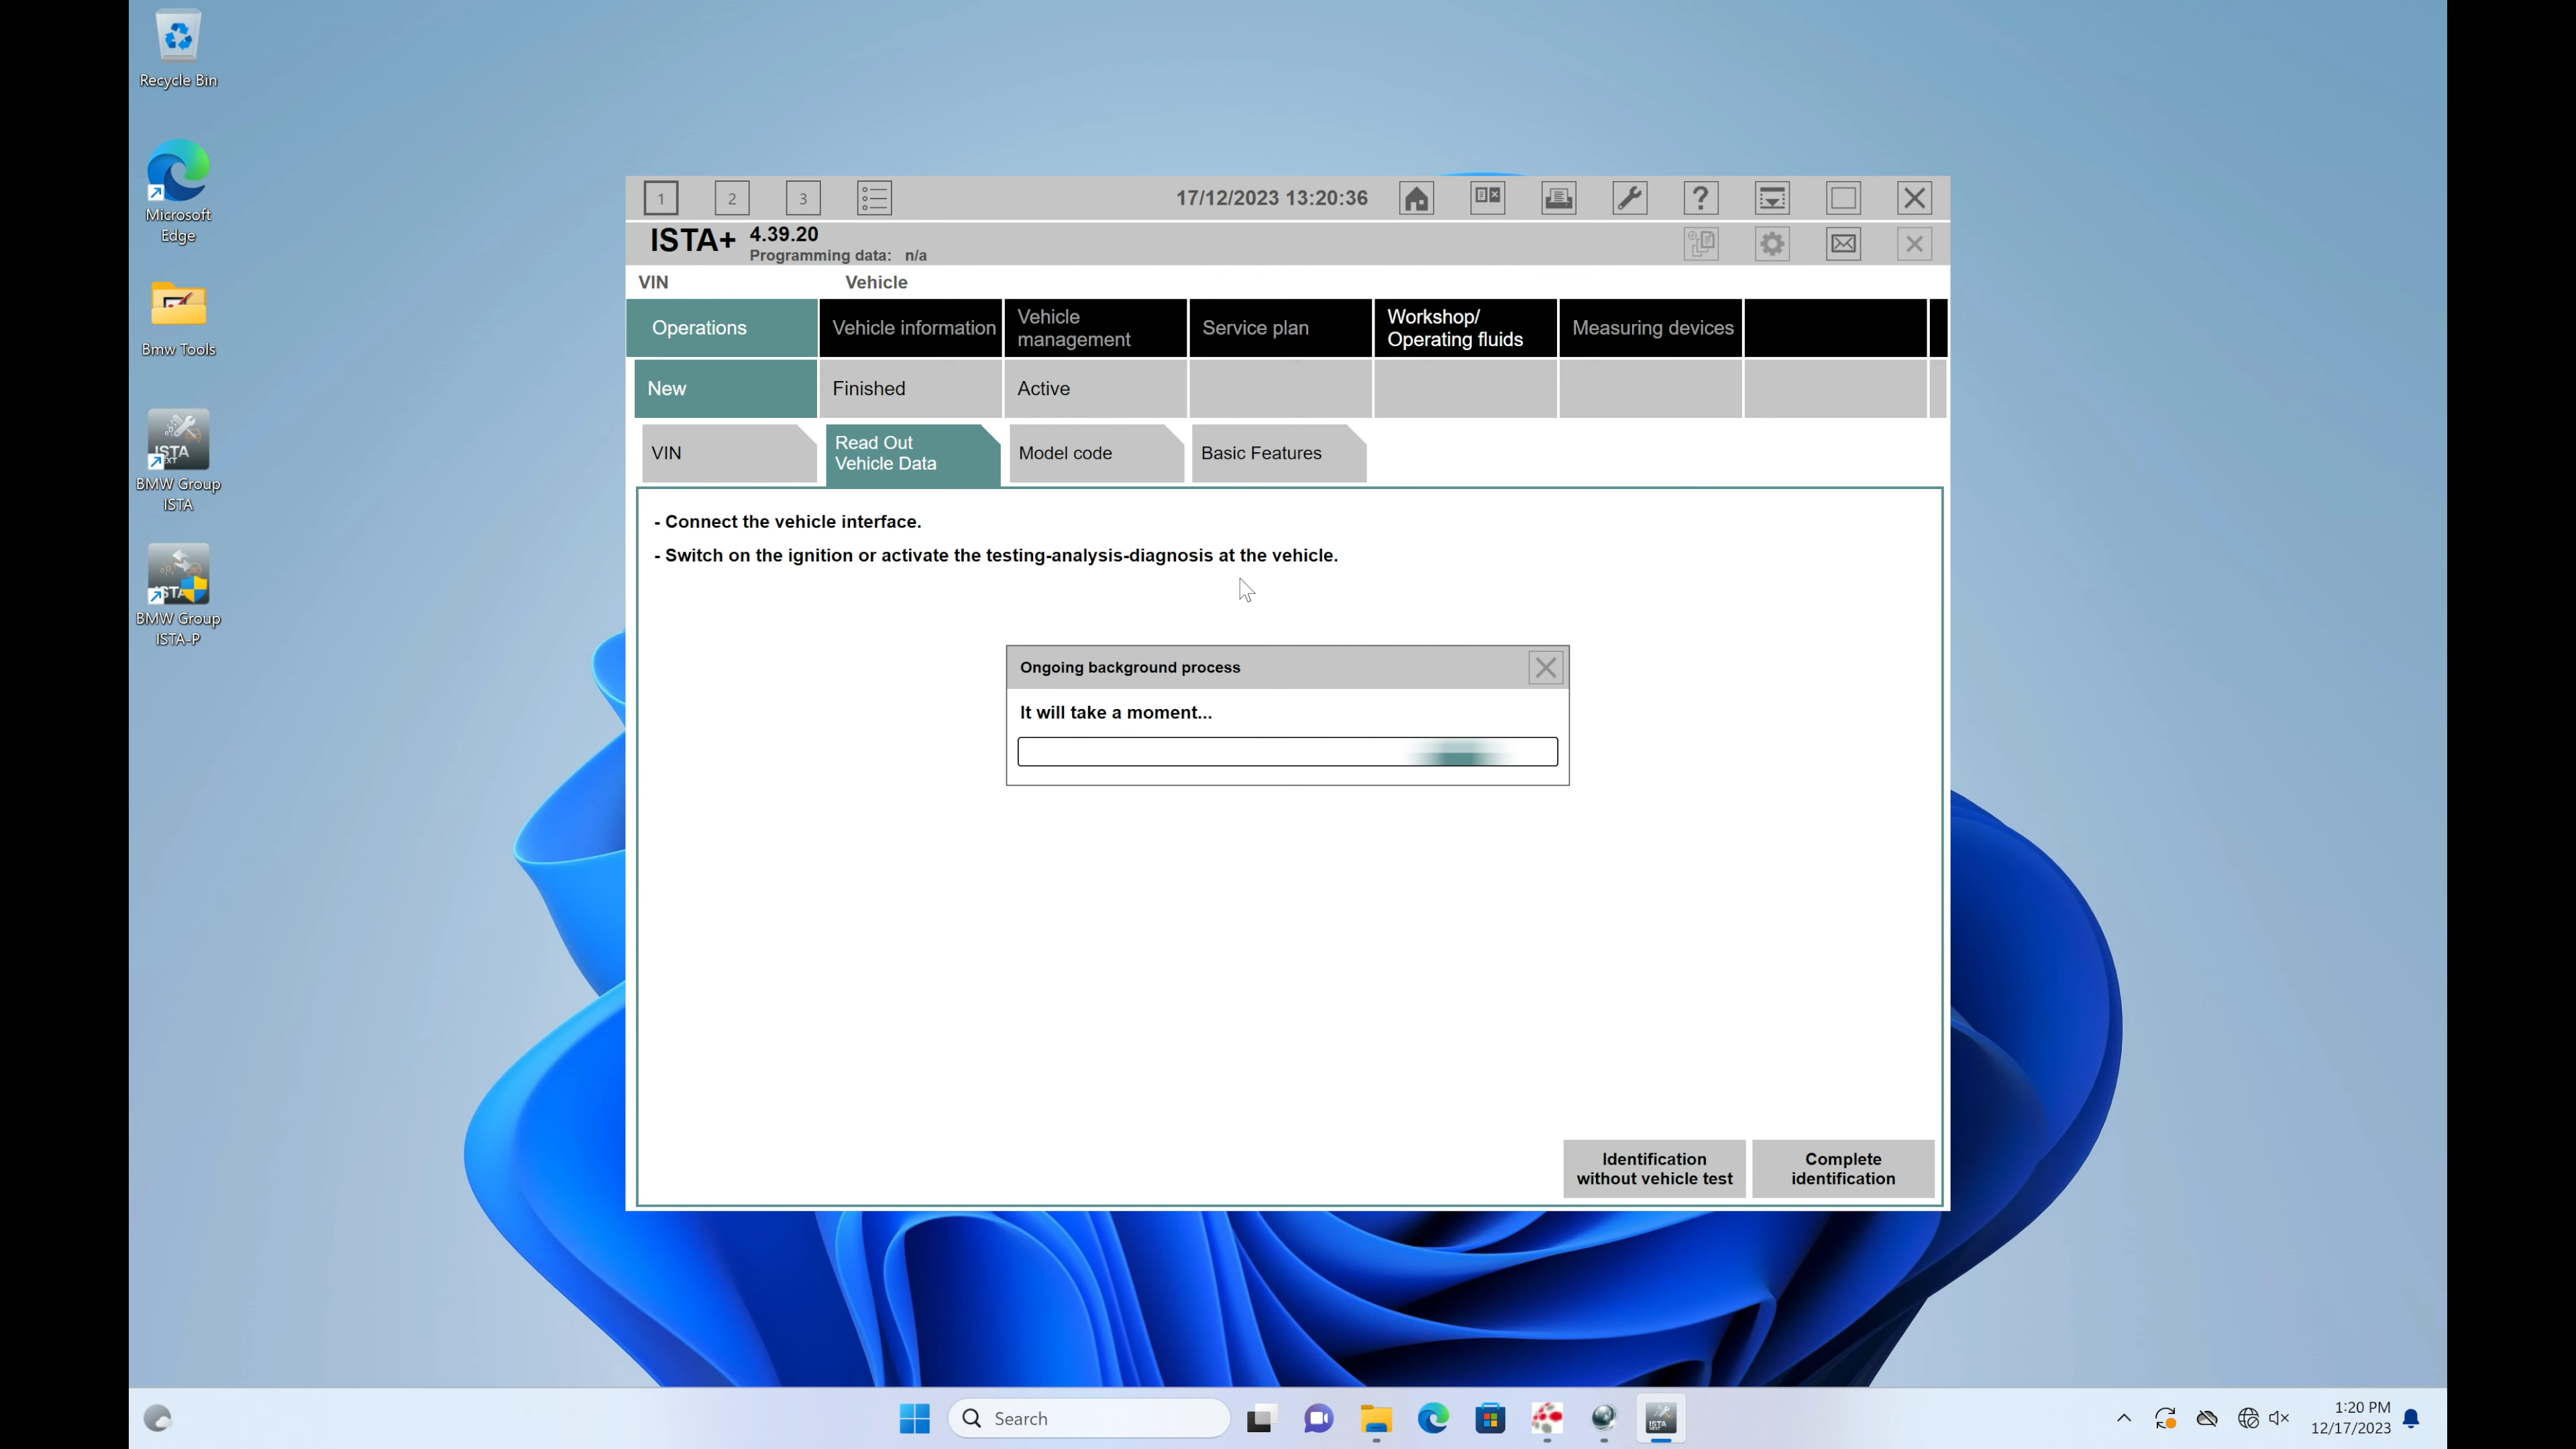 Recycle Bin
Microsoft
Edge
Bmw Tools
ISTA
BMW Group
ISTA
BMW Group
ISTA-P
1
2
3
17/12/2023 13:20:36
?
ISTA+
4.39.20
Programming data: n/a
VIN
Vehicle
Operations
Vehicle information
Vehicle
management
Service plan
Workshop/
Operating fluids
Measuring devices
New
Finished
Active
VIN
Read Out
Vehicle Data
Model code
Basic Features
- Connect the vehicle interface.
- Switch on the ignition or activate the testing-analysis-diagnosis at the vehicle.
Ongoing background process
It will take a moment...
Identification
without vehicle test
Complete
identification
Search
ISTA
1:20 PM
12/17/2023